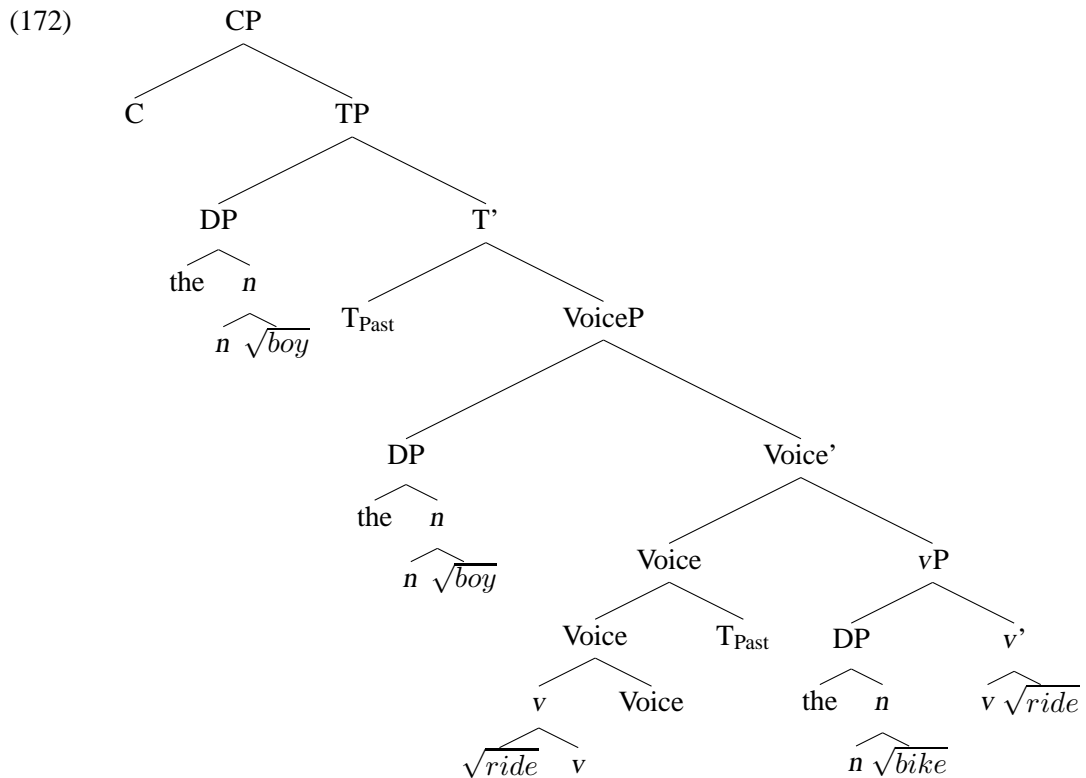 (172) CP
C TP
DP T’
the n T_Past VoiceP
n √boy
DP Voice’
the n Voice vP
n √boy
Voice T_Past DP v’
v Voice the n v √ride
√ride v n √bike